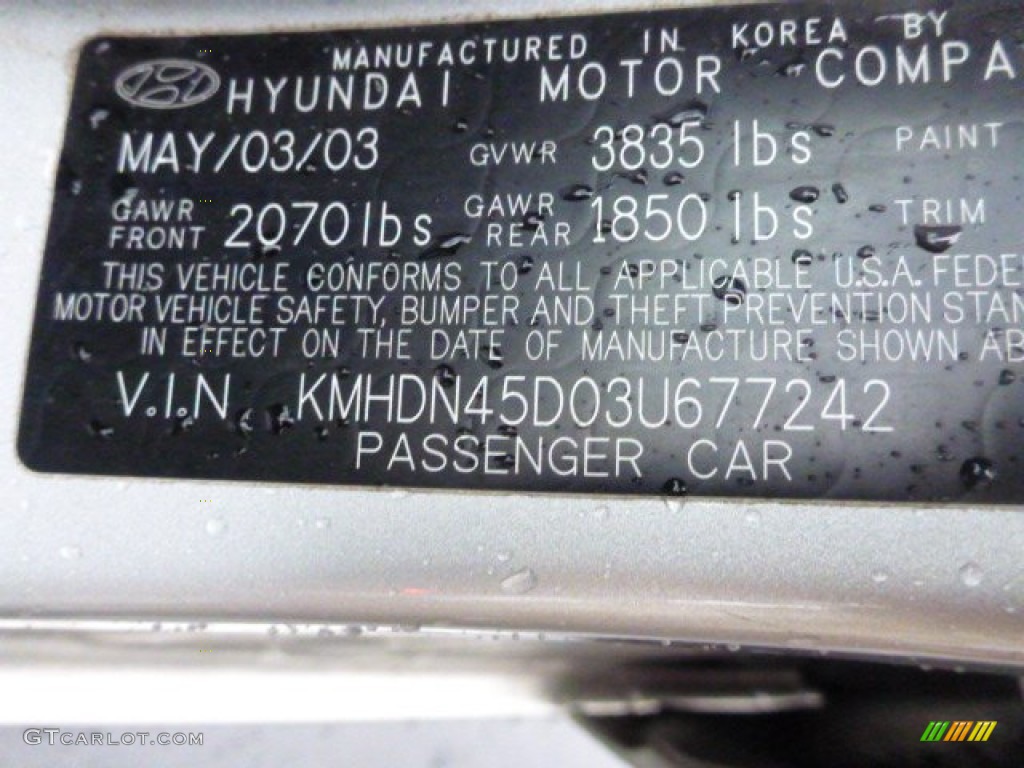 MANUFACTURED IN KOREA BY
HYUNDAI MOTOR COMPA
MAY/03/03 GVWR 3835 lbs PAINT
GAWR FRONT 2070 lbs GAWR REAR 1850 lbs TRIM
THIS VEHICLE CONFORMS TO ALL APPLICABLE U.S.A. FEDE
MOTOR VEHICLE SAFETY, BUMPER AND THEFT PREVENTION STAN
IN EFFECT ON THE DATE OF MANUFACTURE SHOWN AB
V.I.N KMHDN45D03U677242
PASSENGER CAR
GTCARLOT.COM